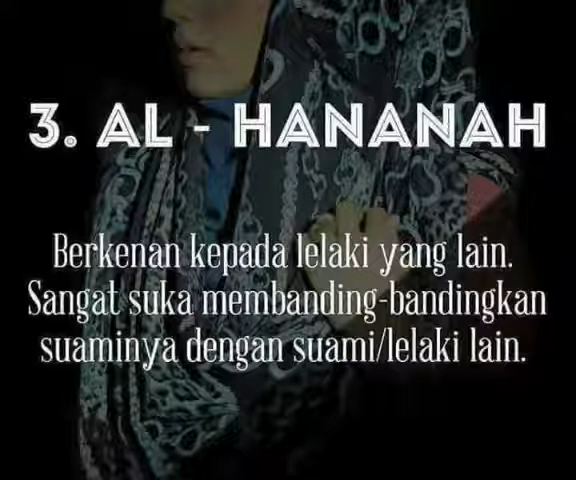 3. AL - HANANAH
Berkenan kepada lelaki yang lain.
Sangat suka membanding-bandingkan
suaminya dengan suami/lelaki lain.